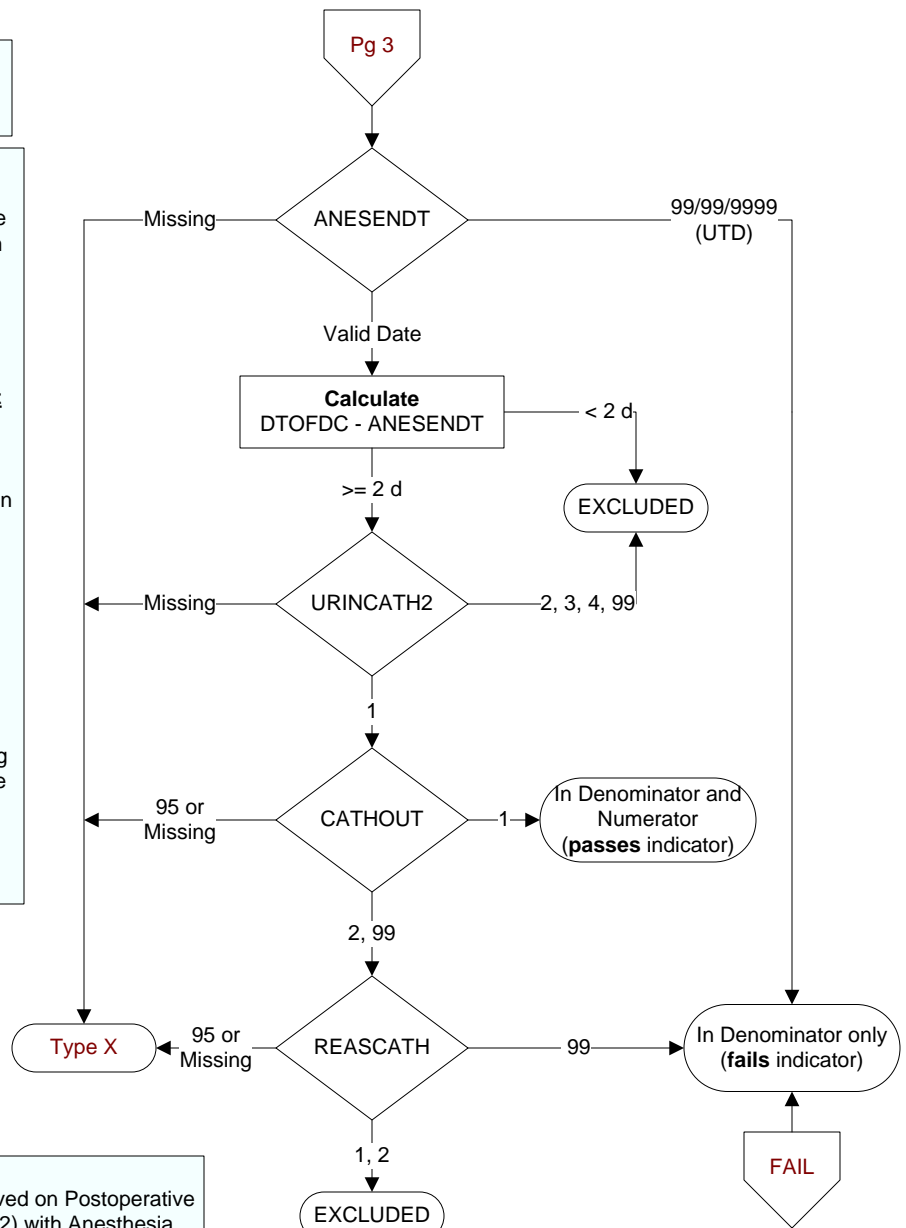 Pg 3
ANESENDT
Missing
99/99/9999
(UTD)
Valid Date
Calculate
DTOFDC - ANESENDT
< 2 d
>= 2 d
EXCLUDED
URINCATH2
Missing
2, 3, 4, 99
1
CATHOUT
95 or
Missing
1
In Denominator and
Numerator
(passes indicator)
2, 99
REASCATH
95 or
Missing
Type X
99
In Denominator only
(fails indicator)
1, 2
EXCLUDED
FAIL
ved on Postoperative
2) with Anesthesia